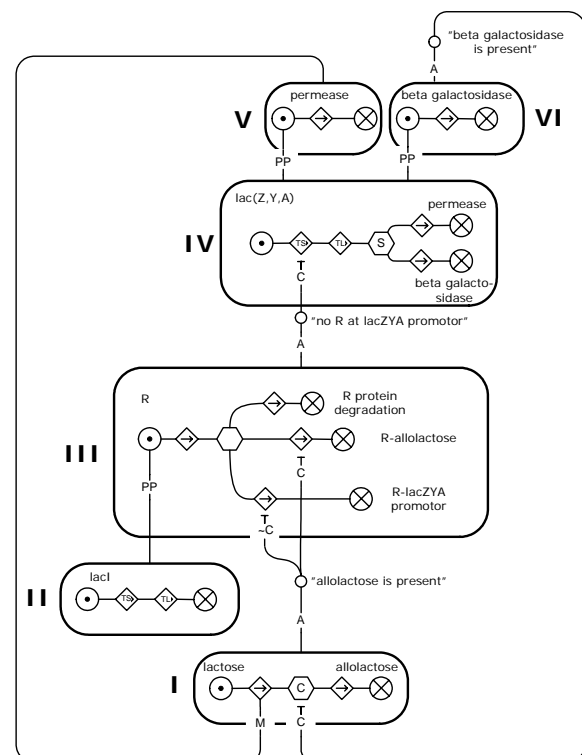 "beta galactosidase
is present"
A
permease
beta galactosidase
V
VI
PP
PP
lac(Z,Y,A)
permease
IV
TS
TL
S
C
beta galacto-
sidase
"no R at lacZYA promotor"
A
R
R protein
degradation
R-allolactose
III
C
PP
R-lacZYA
promotor
~C
lacI
"allolactose is present"
II
TS
TL
A
lactose
allolactose
I
C
M
C